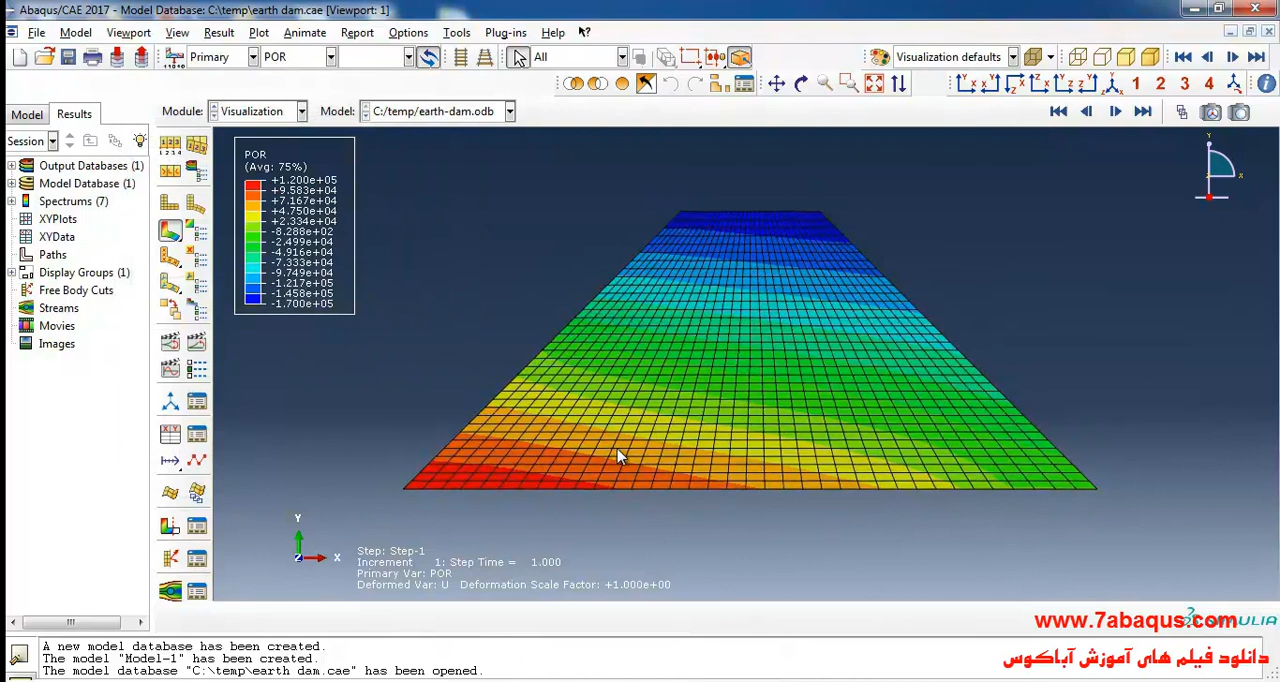 Abaqus/CAE 2017 - Model Database: C:\temp\earth dam.cae [Viewport: 1]
File Model Viewport View Result Plot Animate Report Options Tools Plug-ins Help
Primary POR All Visualization defaults
1 2 3 4
Model Results Module: Visualization Model: C:/temp/earth-dam.odb
Session
Output Databases (1)
Model Database (1)
Spectrums (7)
XYPlots
XYData
Paths
Display Groups (1)
Free Body Cuts
Streams
Movies
Images
POR
(Avg: 75%)
+1.200e+05
+9.583e+04
+7.167e+04
+4.750e+04
+2.334e+04
-8.288e+02
-2.499e+04
-4.916e+04
-7.333e+04
-9.749e+04
-1.217e+05
-1.458e+05
-1.700e+05
Y
X
Y
Z X
Step: Step-1
Increment 1: Step Time = 1.000
Primary Var: POR
Deformed Var: U Deformation Scale Factor: +1.000e+00
www.7abaqus.com
دانلود فیلم های آموزش آباکوس
A new model database has been created.
The model "Model-1" has been created.
The model database "C:\temp\earth dam.cae" has been opened.